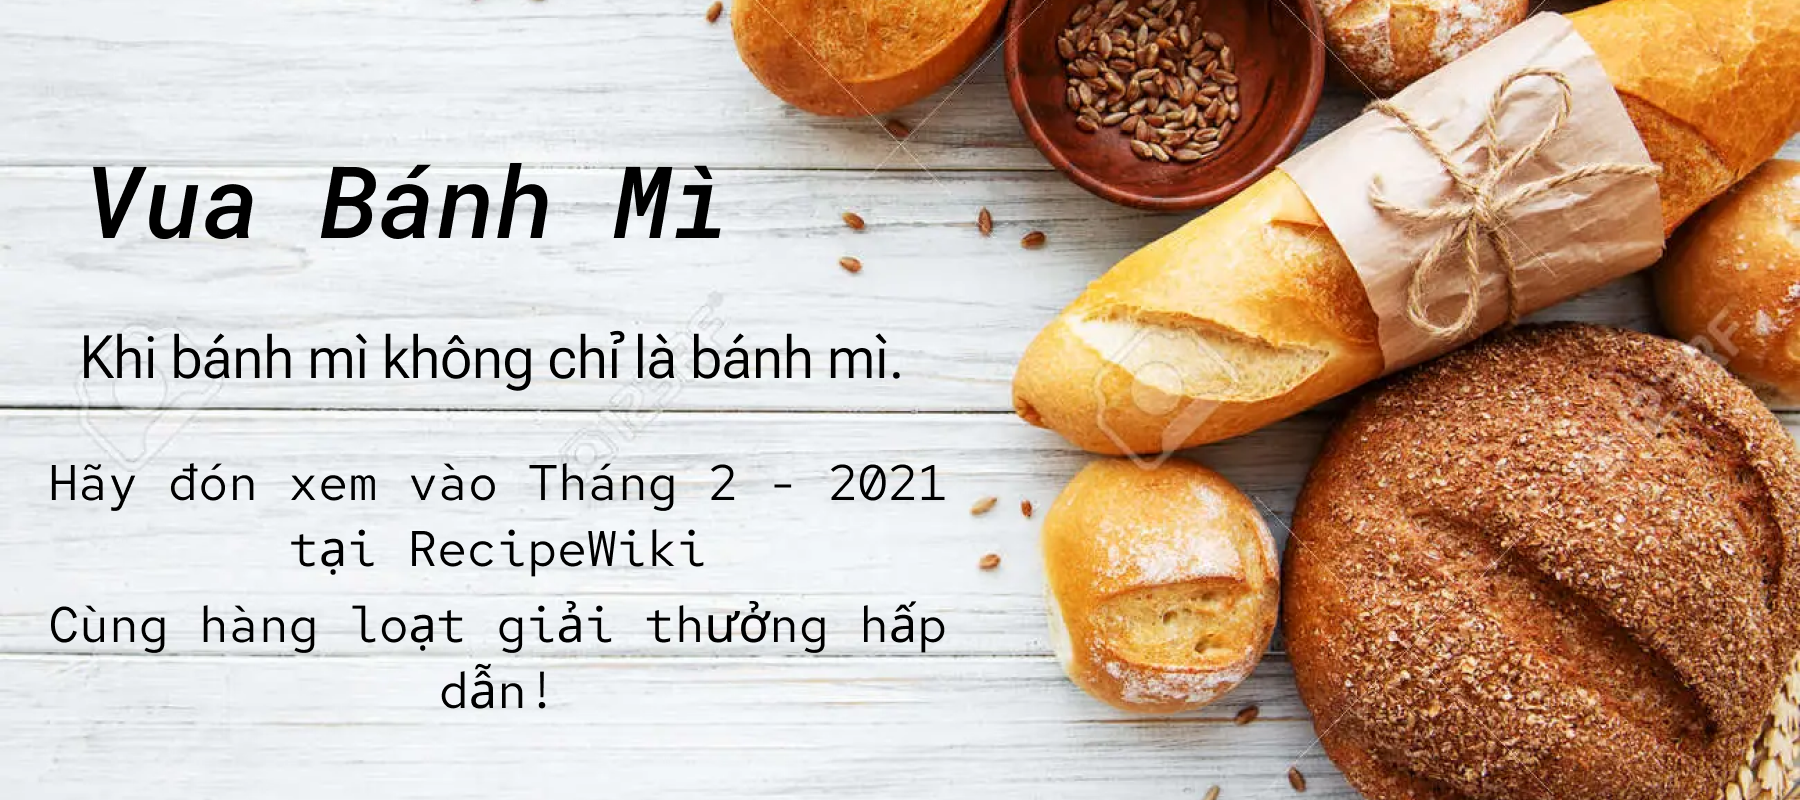 Vua Bánh Mì
Khi bánh mì không chỉ là bánh mì.
Hãy đón xem vào Tháng 2 - 2021
tại RecipeWiki
Cùng hàng loạt giải thưởng hấp
dẫn!
123RF